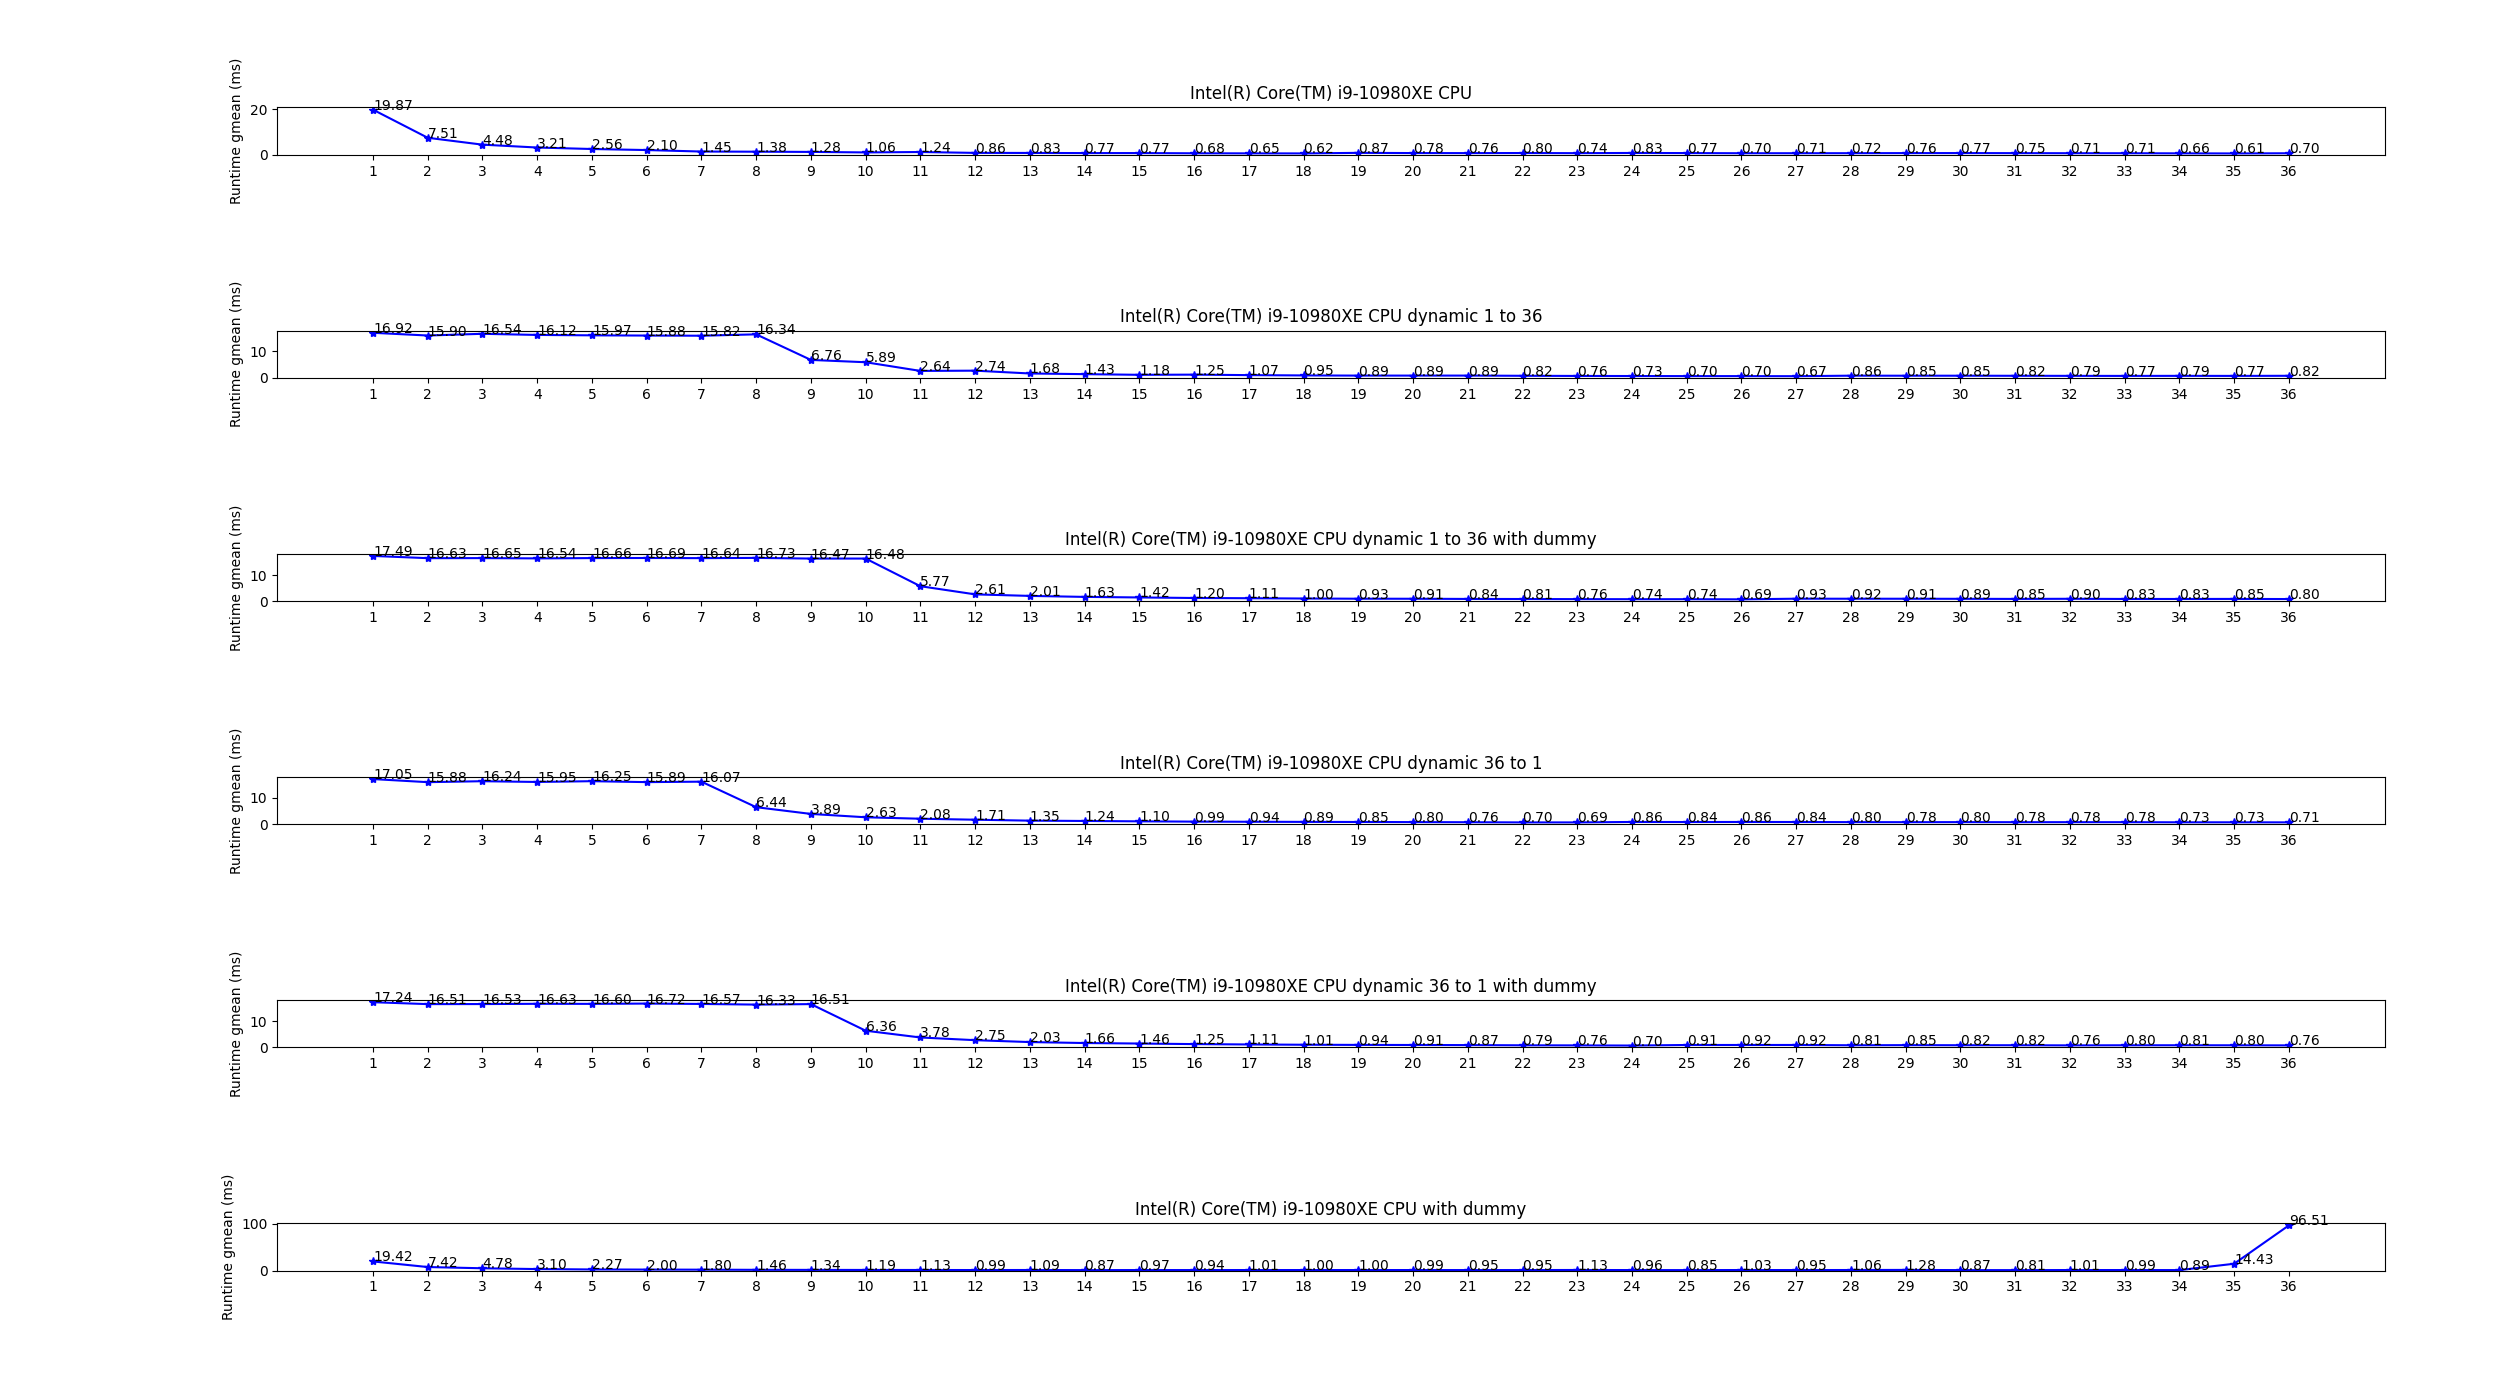 Intel(R) Core(TM) i9-10980XE CPU
Runtime gmean (ms)
20
0
19.87 7.51 4.48 3.21 2.56 2.10 1.45 1.38 1.28 1.06 1.24 0.86 0.83 0.77 0.77 0.68 0.65 0.62 0.87 0.78 0.76 0.80 0.74 0.83 0.77 0.70 0.71 0.72 0.76 0.77 0.75 0.71 0.71 0.66 0.61 0.70
1 2 3 4 5 6 7 8 9 10 11 12 13 14 15 16 17 18 19 20 21 22 23 24 25 26 27 28 29 30 31 32 33 34 35 36
Intel(R) Core(TM) i9-10980XE CPU dynamic 1 to 36
Runtime gmean (ms)
10
0
16.92 15.90 16.54 16.12 15.97 15.88 15.82 16.34 6.76 5.89 2.64 2.74 1.68 1.43 1.18 1.25 1.07 0.95 0.89 0.89 0.89 0.82 0.76 0.73 0.70 0.70 0.67 0.86 0.85 0.85 0.82 0.79 0.77 0.79 0.77 0.82
1 2 3 4 5 6 7 8 9 10 11 12 13 14 15 16 17 18 19 20 21 22 23 24 25 26 27 28 29 30 31 32 33 34 35 36
Intel(R) Core(TM) i9-10980XE CPU dynamic 1 to 36 with dummy
Runtime gmean (ms)
10
0
17.49 16.63 16.65 16.54 16.66 16.69 16.64 16.73 16.47 16.48 5.77 2.61 2.01 1.63 1.42 1.20 1.11 1.00 0.93 0.91 0.84 0.81 0.76 0.74 0.74 0.69 0.93 0.92 0.91 0.89 0.85 0.90 0.83 0.83 0.85 0.80
1 2 3 4 5 6 7 8 9 10 11 12 13 14 15 16 17 18 19 20 21 22 23 24 25 26 27 28 29 30 31 32 33 34 35 36
Intel(R) Core(TM) i9-10980XE CPU dynamic 36 to 1
Runtime gmean (ms)
10
0
17.05 15.88 16.24 15.95 16.25 15.89 16.07 6.44 3.89 2.63 2.08 1.71 1.35 1.24 1.10 0.99 0.94 0.89 0.85 0.80 0.76 0.70 0.69 0.86 0.84 0.86 0.84 0.80 0.78 0.80 0.78 0.78 0.78 0.73 0.73 0.71
1 2 3 4 5 6 7 8 9 10 11 12 13 14 15 16 17 18 19 20 21 22 23 24 25 26 27 28 29 30 31 32 33 34 35 36
Intel(R) Core(TM) i9-10980XE CPU dynamic 36 to 1 with dummy
Runtime gmean (ms)
10
0
17.24 16.51 16.53 16.63 16.60 16.72 16.57 16.33 16.51 6.36 3.78 2.75 2.03 1.66 1.46 1.25 1.11 1.01 0.94 0.91 0.87 0.79 0.76 0.70 0.91 0.92 0.92 0.81 0.85 0.82 0.82 0.76 0.80 0.81 0.80 0.76
1 2 3 4 5 6 7 8 9 10 11 12 13 14 15 16 17 18 19 20 21 22 23 24 25 26 27 28 29 30 31 32 33 34 35 36
Intel(R) Core(TM) i9-10980XE CPU with dummy
Runtime gmean (ms)
100
0
19.42 7.42 4.78 3.10 2.27 2.00 1.80 1.46 1.34 1.19 1.13 0.99 1.09 0.87 0.97 0.94 1.01 1.00 1.00 0.99 0.95 0.95 1.13 0.96 0.85 1.03 0.95 1.06 1.28 0.87 0.81 1.01 0.99 0.89 14.43 96.51
1 2 3 4 5 6 7 8 9 10 11 12 13 14 15 16 17 18 19 20 21 22 23 24 25 26 27 28 29 30 31 32 33 34 35 36